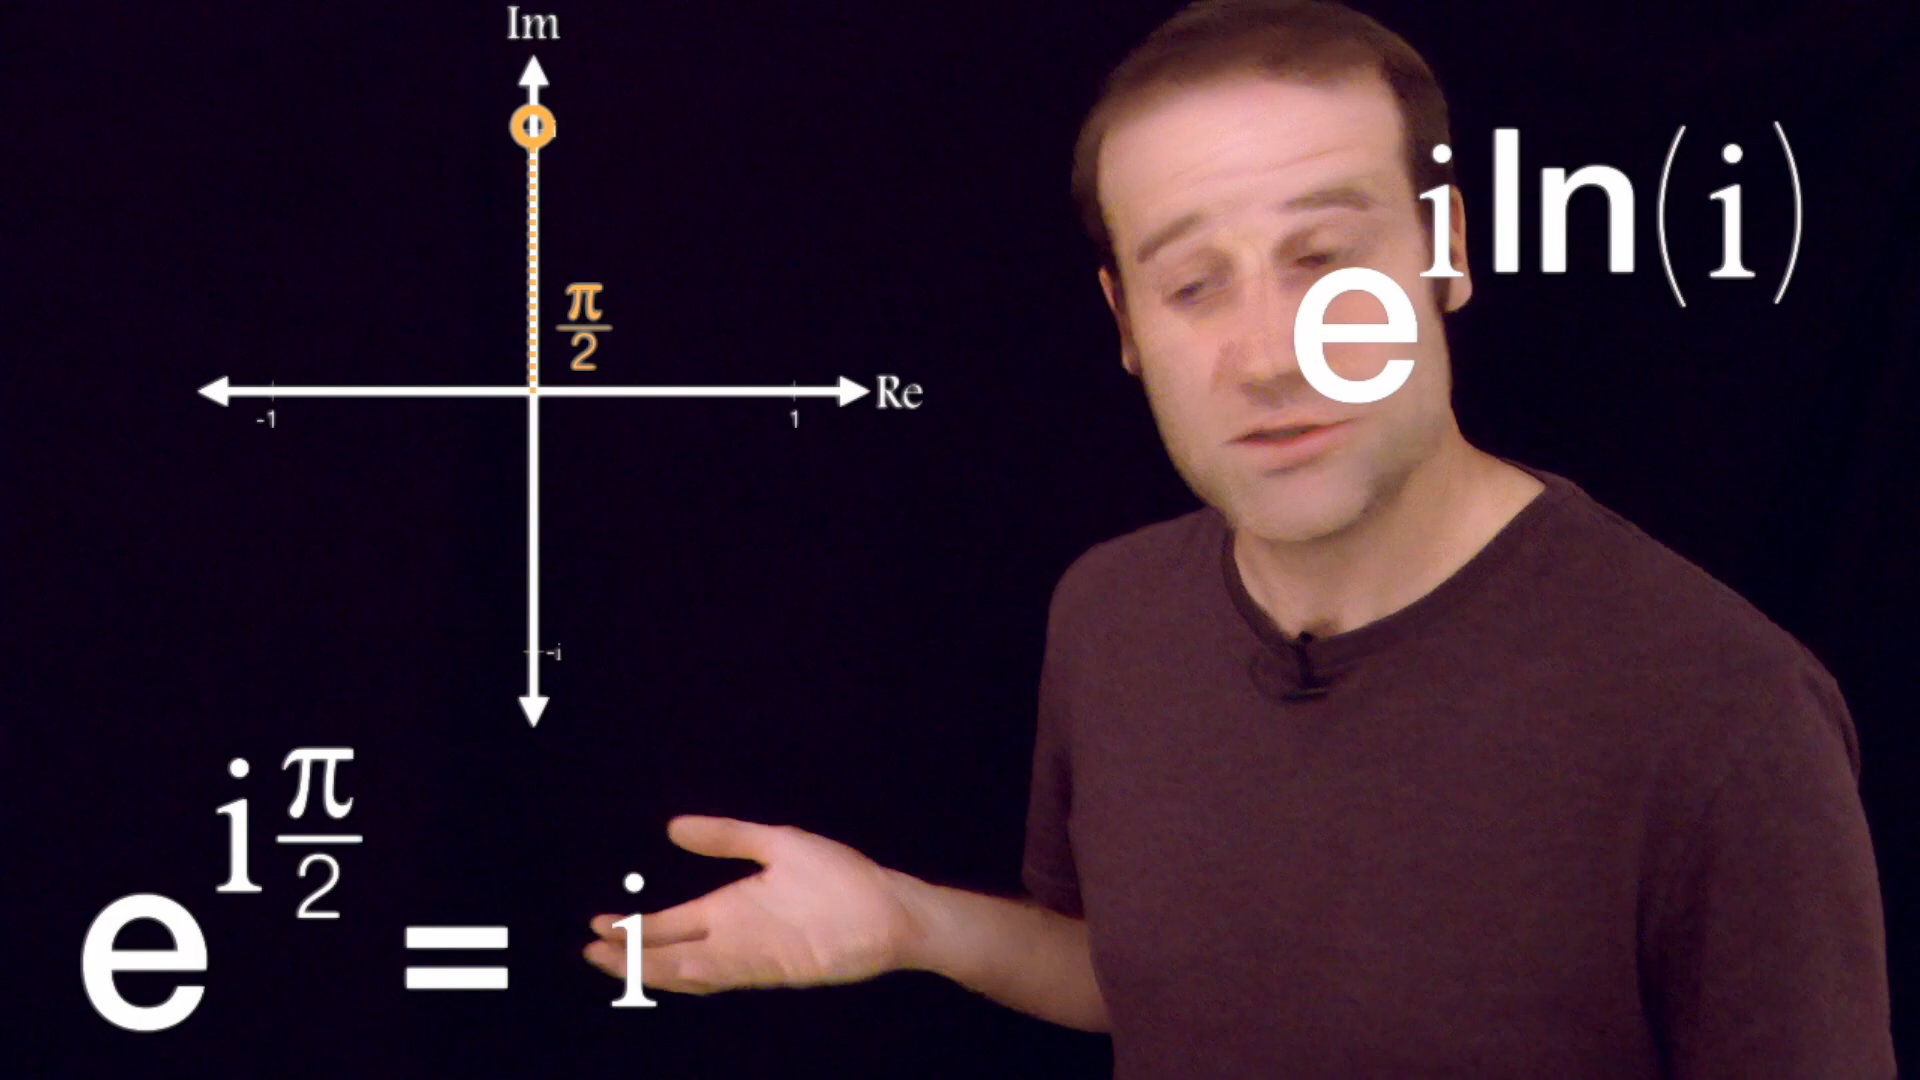 Im
i
π/2
-1
1
Re
-i
e^{i ln(i)}
e^{i π/2} = i